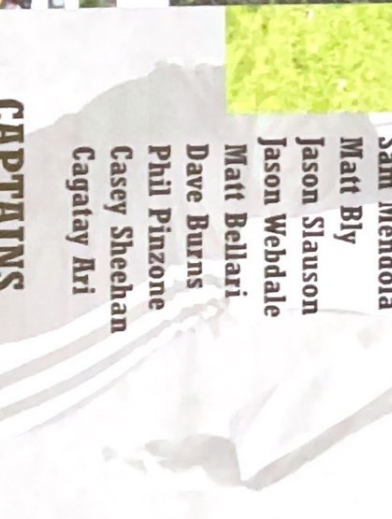 Matt Bly
Jason Slauson
Jason Webdale
Matt Bellari
Dave Burns
Phil Pinzone
Casey Sheehan
Cagatay Ari
CAPTAINS